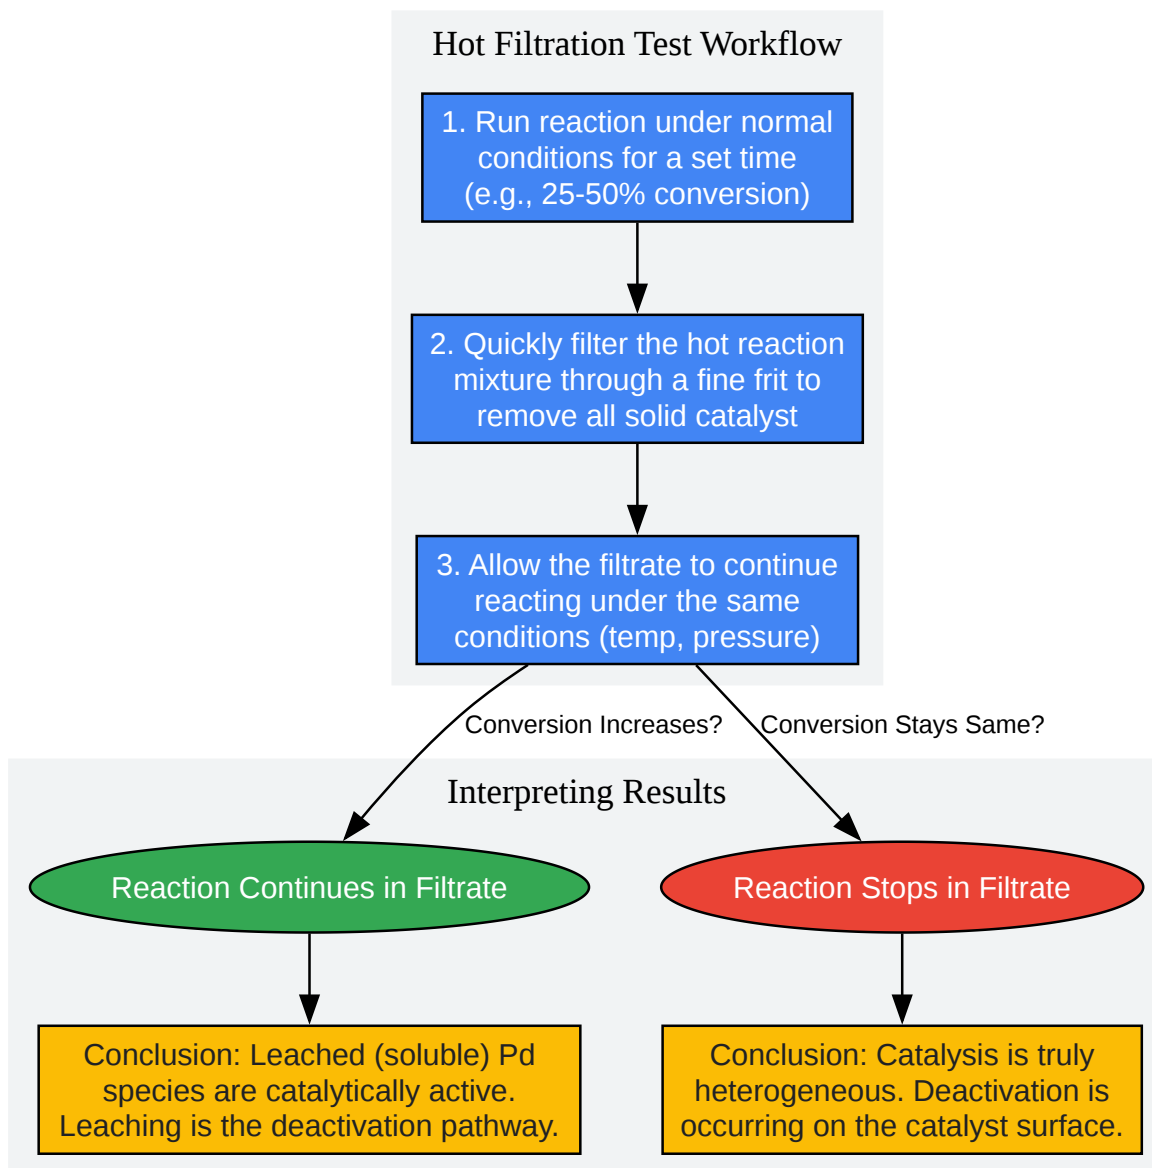 Hot Filtration Test Workflow
1. Run reaction under normal
conditions for a set time
(e.g., 25-50% conversion)
2. Quickly filter the hot reaction
mixture through a fine frit to
remove all solid catalyst
3. Allow the filtrate to continue
reacting under the same
conditions (temp, pressure)
Conversion Increases?
Conversion Stays Same?
Interpreting Results
Reaction Continues in Filtrate
Reaction Stops in Filtrate
Conclusion: Leached (soluble) Pd
species are catalytically active.
Leaching is the deactivation pathway.
Conclusion: Catalysis is truly
heterogeneous. Deactivation is
occurring on the catalyst surface.